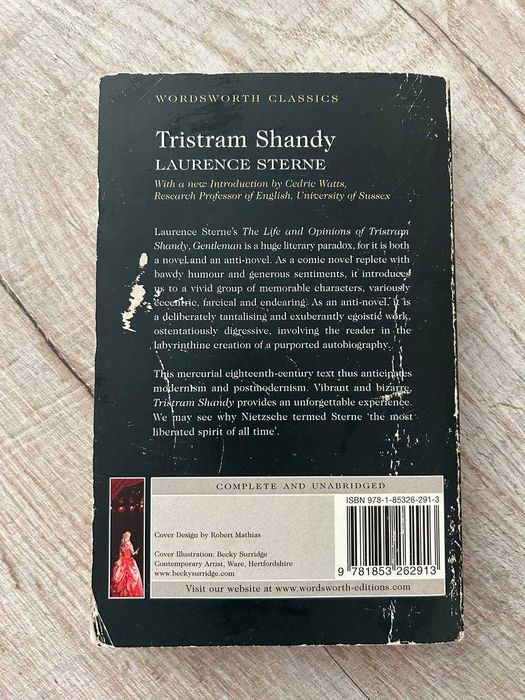 WORDSWORTH CLASSICS
Tristram Shandy
LAURENCE STERNE
With a new Introduction by Cedric Watts,
Research Professor of English, University of Sussex
Laurence Sterne's The Life and Opinions of Tristram
Shandy, Gentleman is a huge literary paradox, for it is both
a novel and an anti-novel. As a comic novel replete with
bawdy humour and generous sentiments, it introduces
us to a vivid group of memorable characters, variously
eccentric, farcical and endearing. As an anti-novel, it is
a deliberately tantalising and exuberantly egoistic work,
ostentatiously digressive, involving the reader in the
labyrinthine creation of a purported autobiography.
This mercurial eighteenth-century text thus anticipates
modernism and postmodernism. Vibrant and bizarre,
Tristram Shandy provides an unforgettable experience.
We may see why Nietzsche termed Sterne 'the most
liberated spirit of all time'.
COMPLETE AND UNABRIDGED
ISBN 978-1-85326-291-3
Cover Design by Robert Mathias
Cover Illustration: Becky Surridge
Contemporary Artist, Ware, Hertfordshire
www.beckysurridge.com
9 781853 262913
Visit our website at www.wordsworth-editions.com